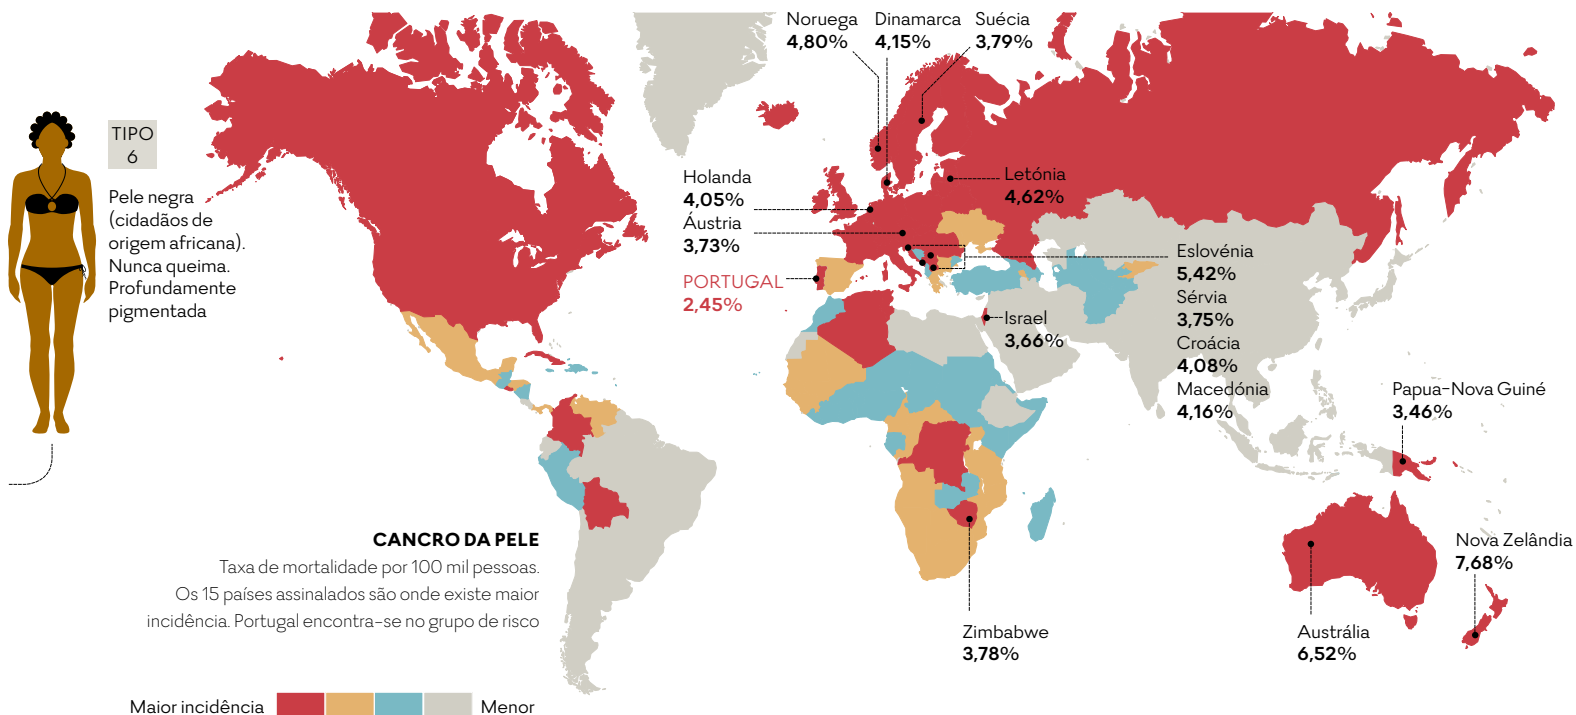 TIPO
6
Pele negra
(cidadãos de
origem africana).
Nunca queima.
Profundamente
pigmentada
Noruega
4,80%
Dinamarca
4,15%
Suécia
3,79%
Holanda
4,05%
Áustria
3,73%
PORTUGAL
2,45%
Letónia
4,62%
Israel
3,66%
Eslovénia
5,42%
Sérvia
3,75%
Croácia
4,08%
Macedónia
4,16%
Papua-Nova Guiné
3,46%
Nova Zelândia
7,68%
Austrália
6,52%
Zimbabwe
3,78%
CANCRO DA PELE
Taxa de mortalidade por 100 mil pessoas.
Os 15 países assinalados são onde existe maior
incidência. Portugal encontra-se no grupo de risco
Maior incidência
Menor